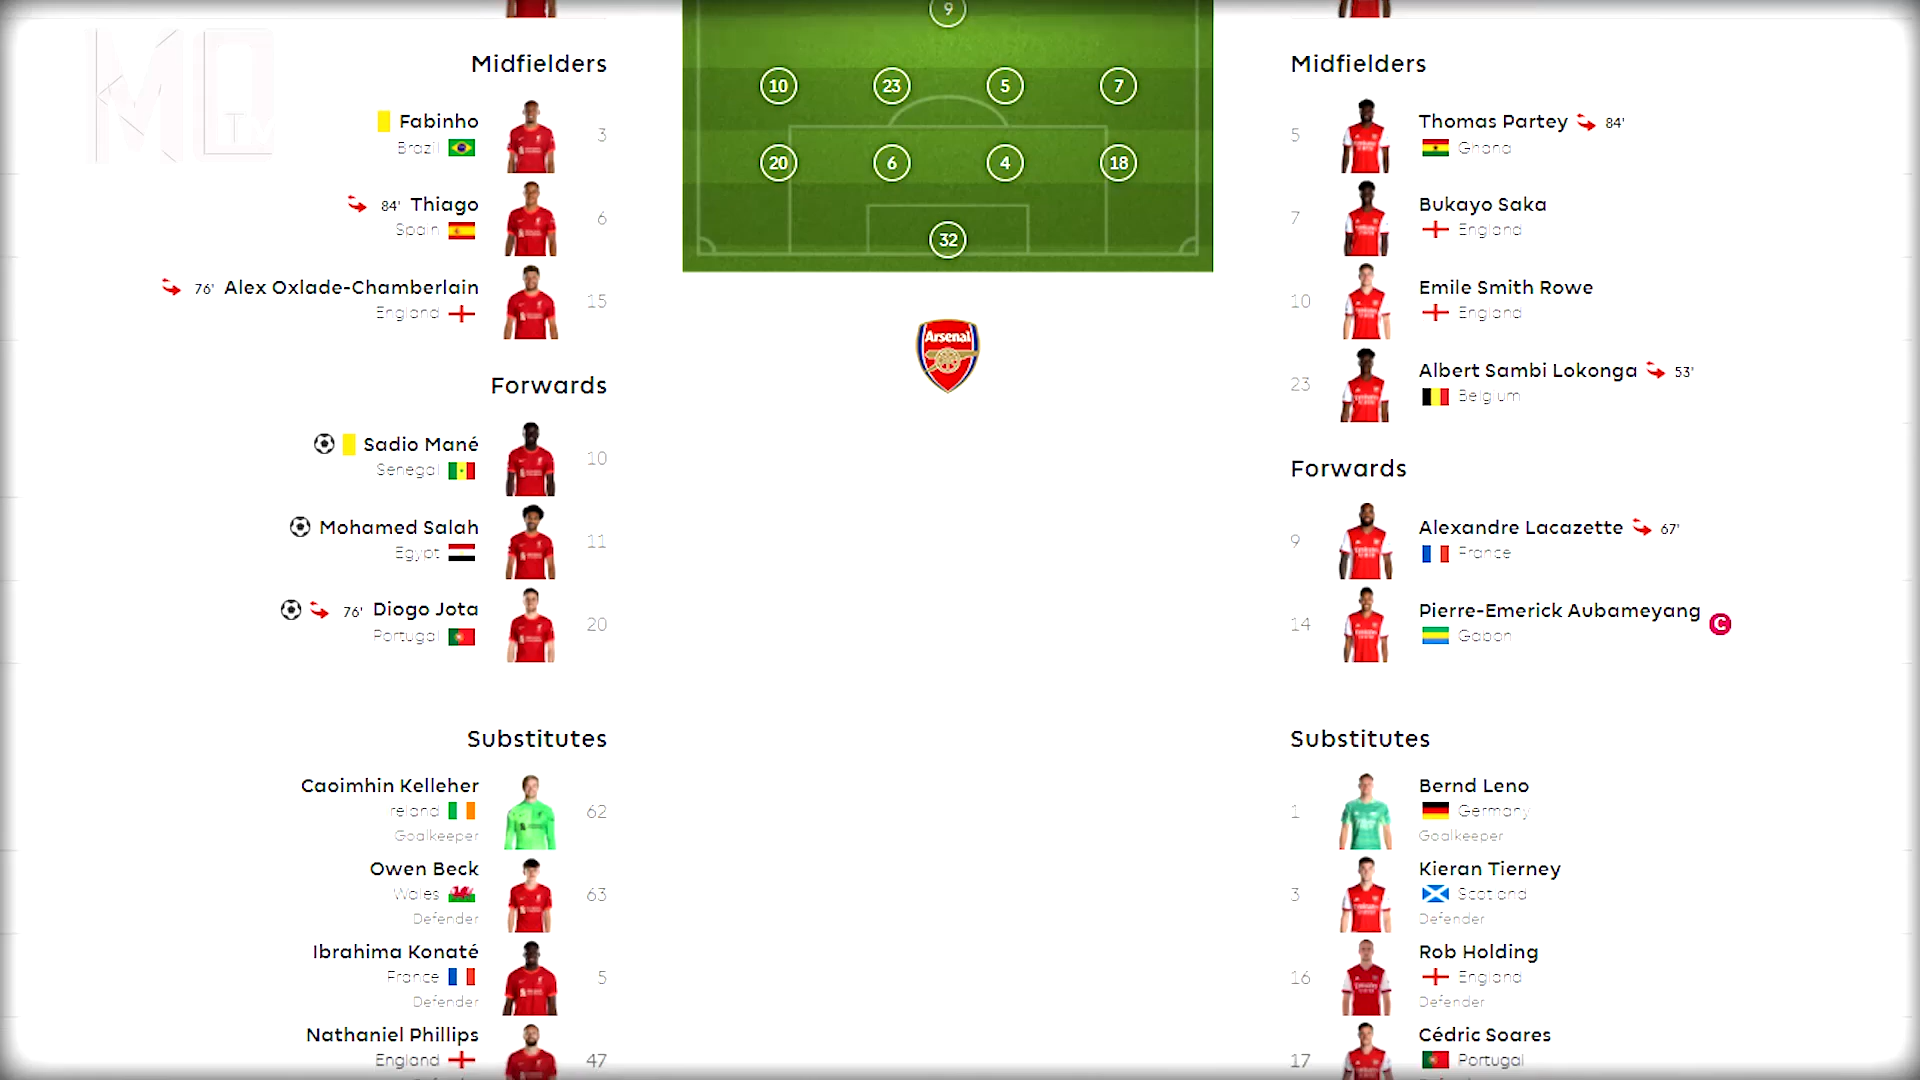 MQ
TM
Midfielders
Fabinho
Brazil
3
84' Thiago
Spain
6
76' Alex Oxlade-Chamberlain
England
15
Forwards
Sadio Mané
Senegal
10
Mohamed Salah
Egypt
11
76' Diogo Jota
Portugal
20
Substitutes
Caoimhin Kelleher
Ireland
Goalkeeper
62
Owen Beck
Wales
Defender
63
Ibrahima Konaté
France
Defender
5
Nathaniel Phillips
England
47
9
10 23 5 7
20 6 4 18
32
Arsenal
Midfielders
5
Thomas Partey 84'
Ghana
7
Bukayo Saka
England
10
Emile Smith Rowe
England
23
Albert Sambi Lokonga 53'
Belgium
Forwards
9
Alexandre Lacazette 67'
France
14
Pierre-Emerick Aubameyang C
Gabon
Substitutes
1
Bernd Leno
Germany
Goalkeeper
3
Kieran Tierney
Scotland
Defender
16
Rob Holding
England
Defender
17
Cédric Soares
Portugal